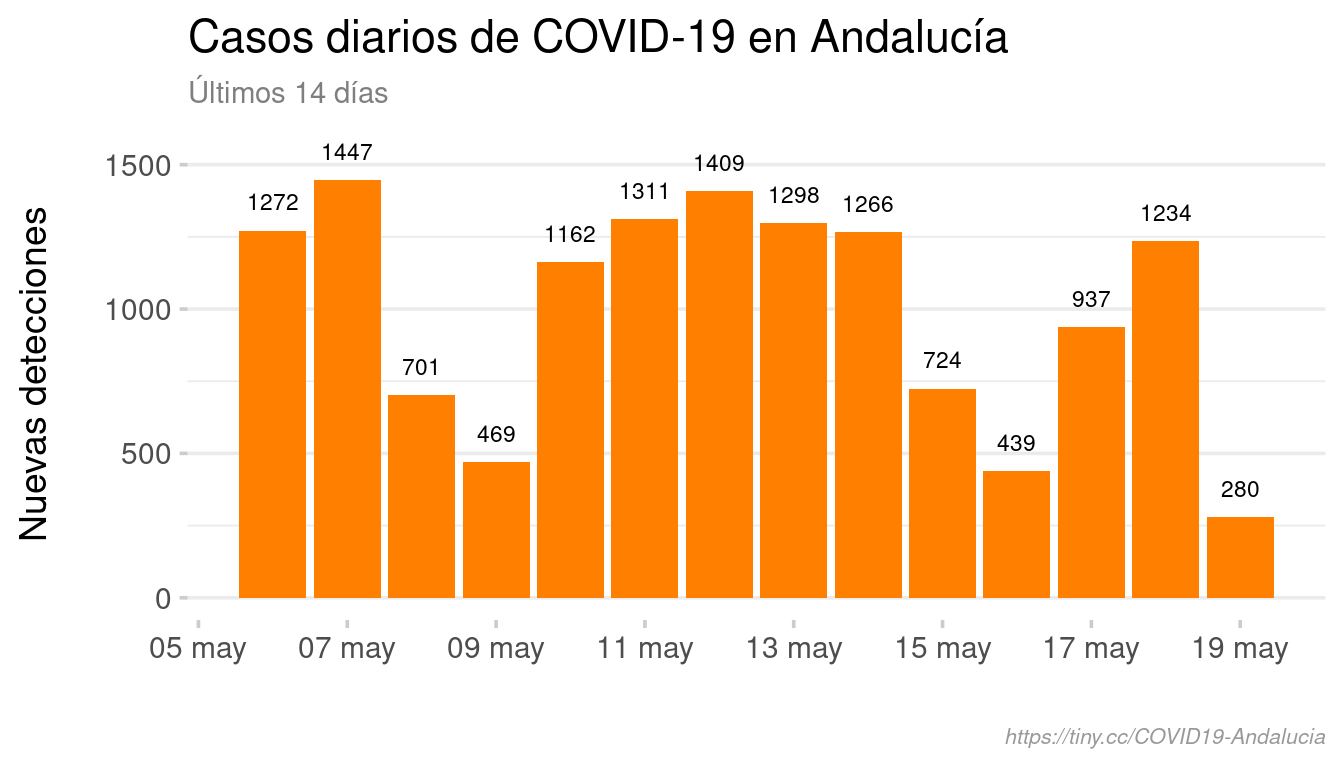 Casos diarios de COVID-19 en Andalucía
Últimos 14 días
Nuevas detecciones
1500
1000
500
0
1272
1447
701
469
1162
1311
1409
1298
1266
724
439
937
1234
280
05 may
07 may
09 may
11 may
13 may
15 may
17 may
19 may
https://tiny.cc/COVID19-Andalucia